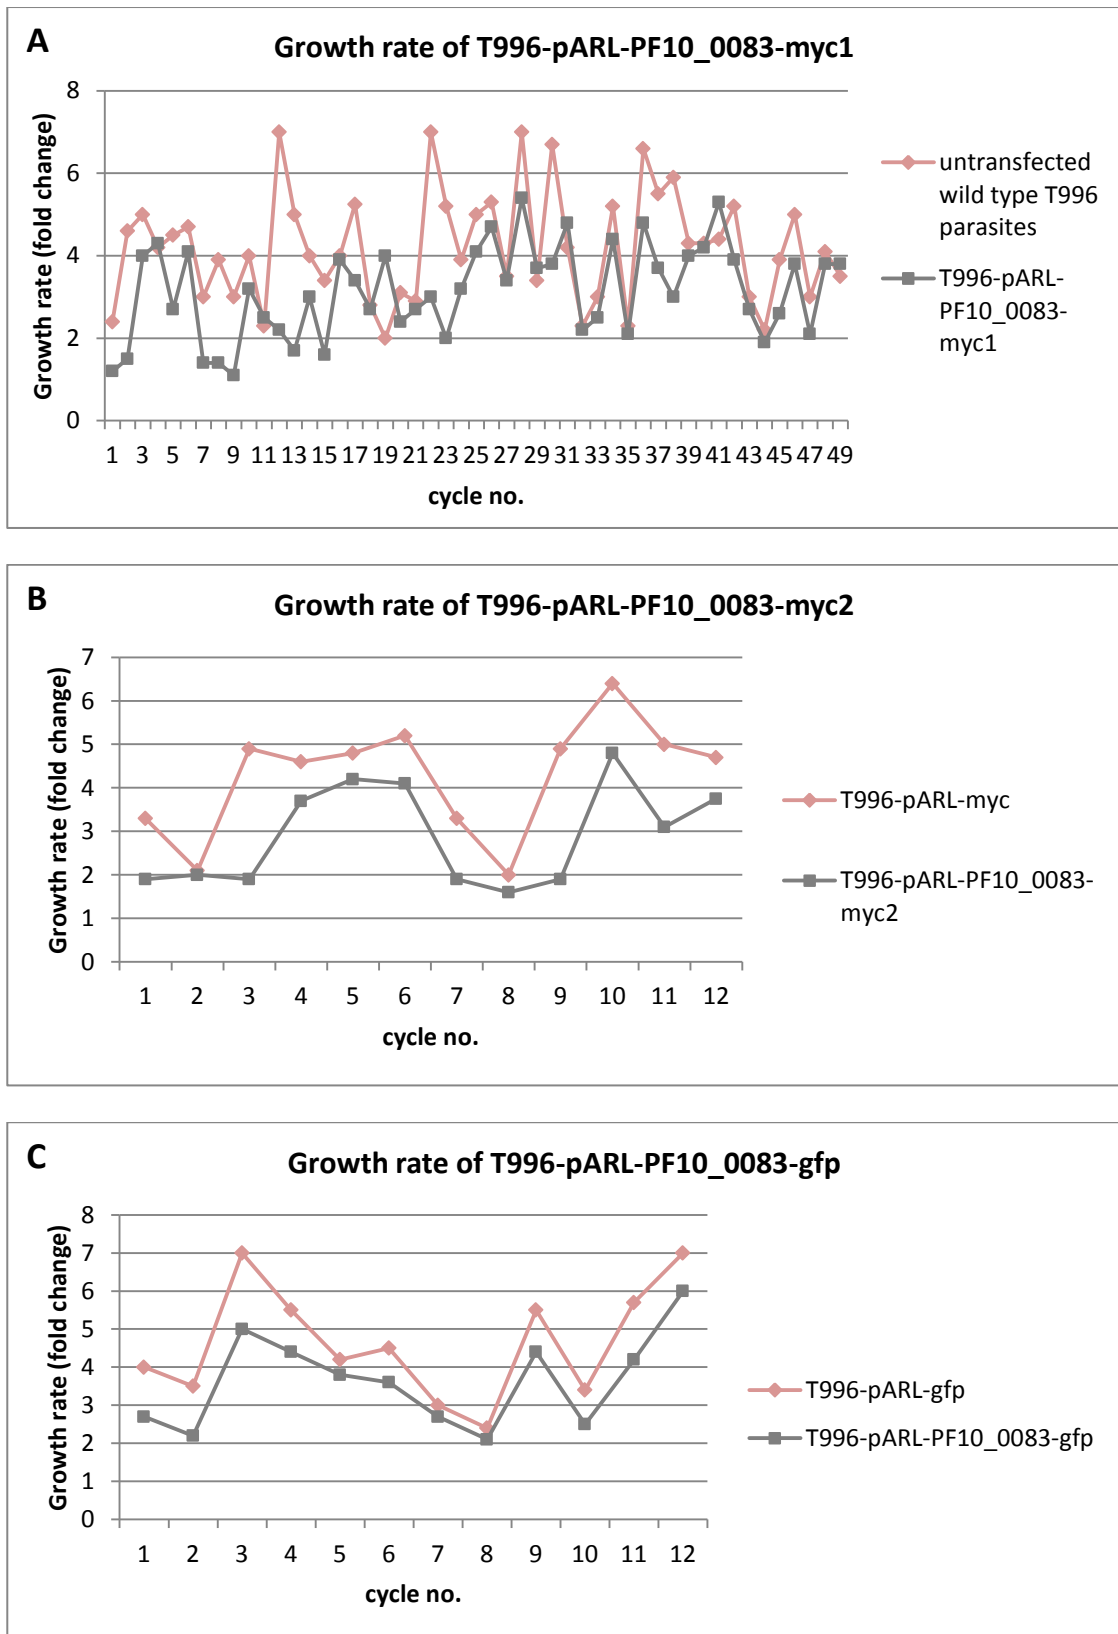 A
Growth rate of T996-pARL-PF10_0083-myc1
Growth rate (fold change)
8
6
4
2
0
1 3 5 7 9 11 13 15 17 19 21 23 25 27 29 31 33 35 37 39 41 43 45 47 49
cycle no.
untransfected
wild type T996
parasites
T996-pARL-
PF10_0083-
myc1
B
Growth rate of T996-pARL-PF10_0083-myc2
Growth rate (fold change)
7
6
5
4
3
2
1
0
1 2 3 4 5 6 7 8 9 10 11 12
cycle no.
T996-pARL-myc
T996-pARL-PF10_0083-
myc2
C
Growth rate of T996-pARL-PF10_0083-gfp
Growth rate (fold change)
8
7
6
5
4
3
2
1
0
1 2 3 4 5 6 7 8 9 10 11 12
cycle no.
T996-pARL-gfp
T996-pARL-PF10_0083-gfp